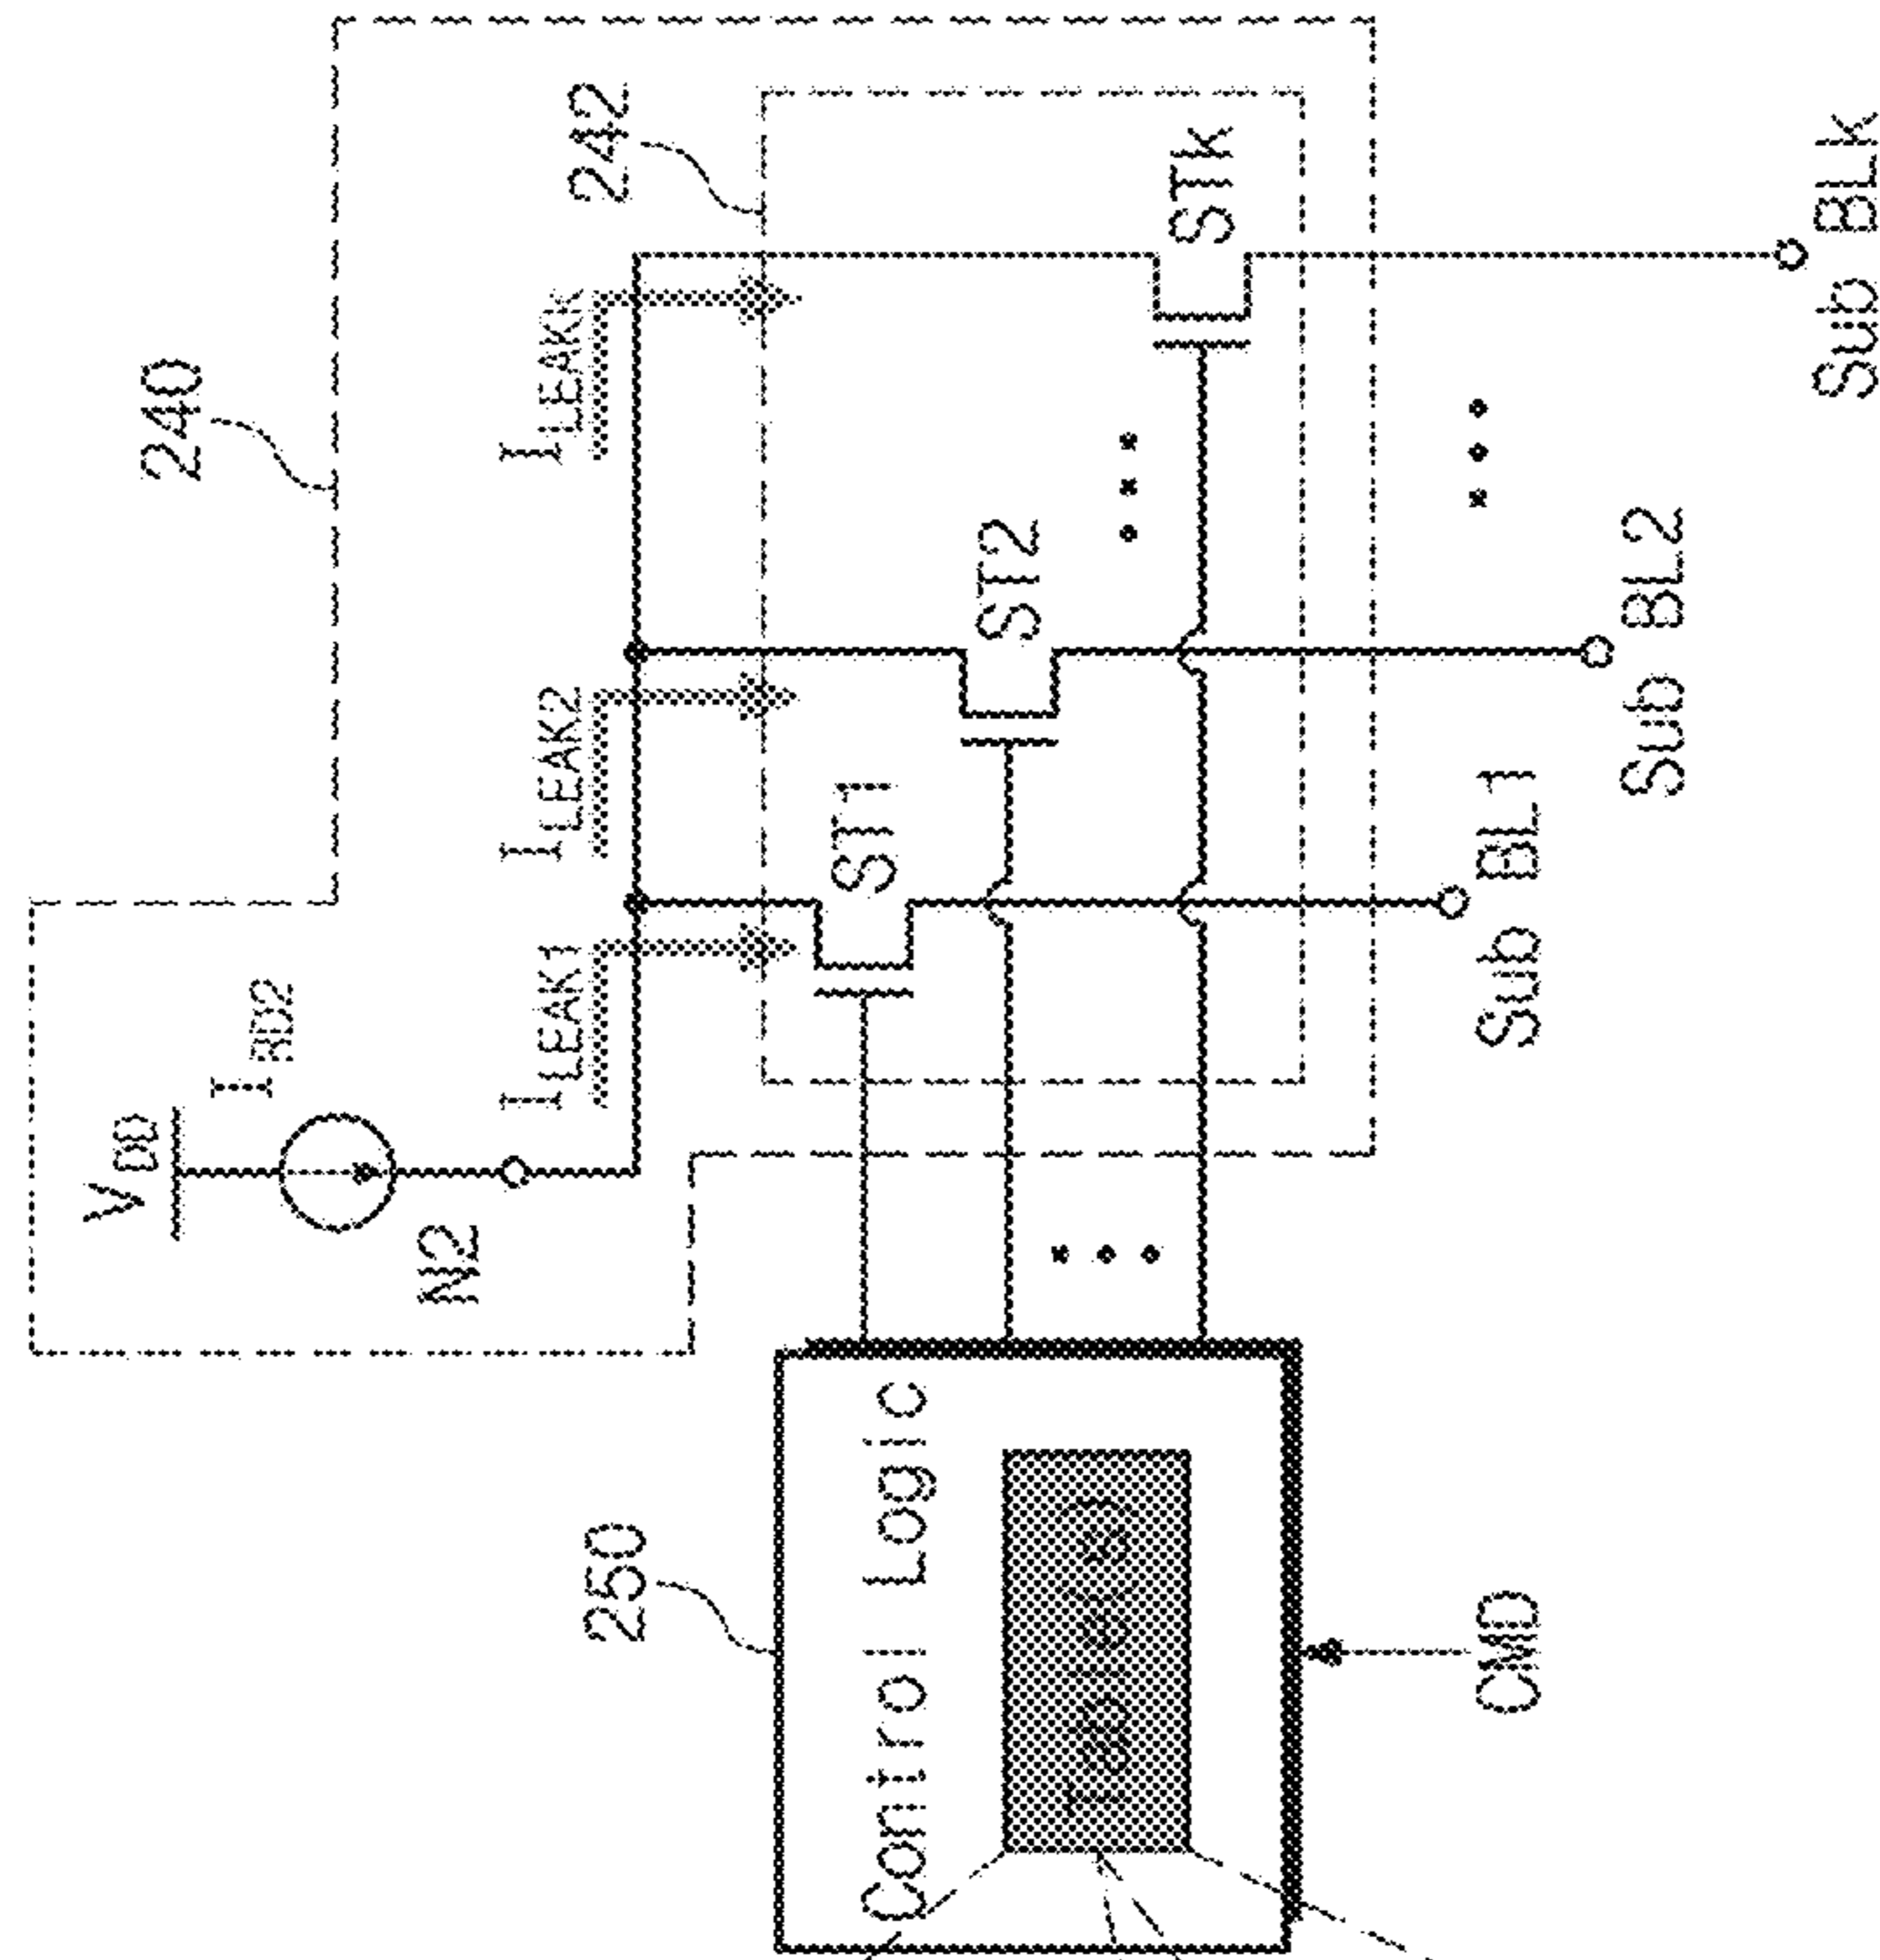 240
V_DD
I_RD2
N2
I_LEAK1
I_LEAK2
I_LEAKk
242
250
Control Logic
ST1
ST2
STk
CMD
Sub BL1
Sub BL2
Sub BLk